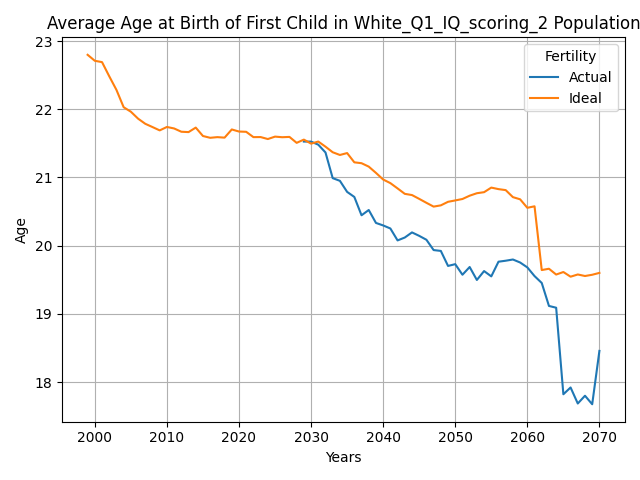 Average Age at Birth of First Child in White_Q1_IQ_scoring_2 Population
Fertility
Actual
Ideal
23
22
21
20
19
18
Age
2000 2010 2020 2030 2040 2050 2060 2070
Years